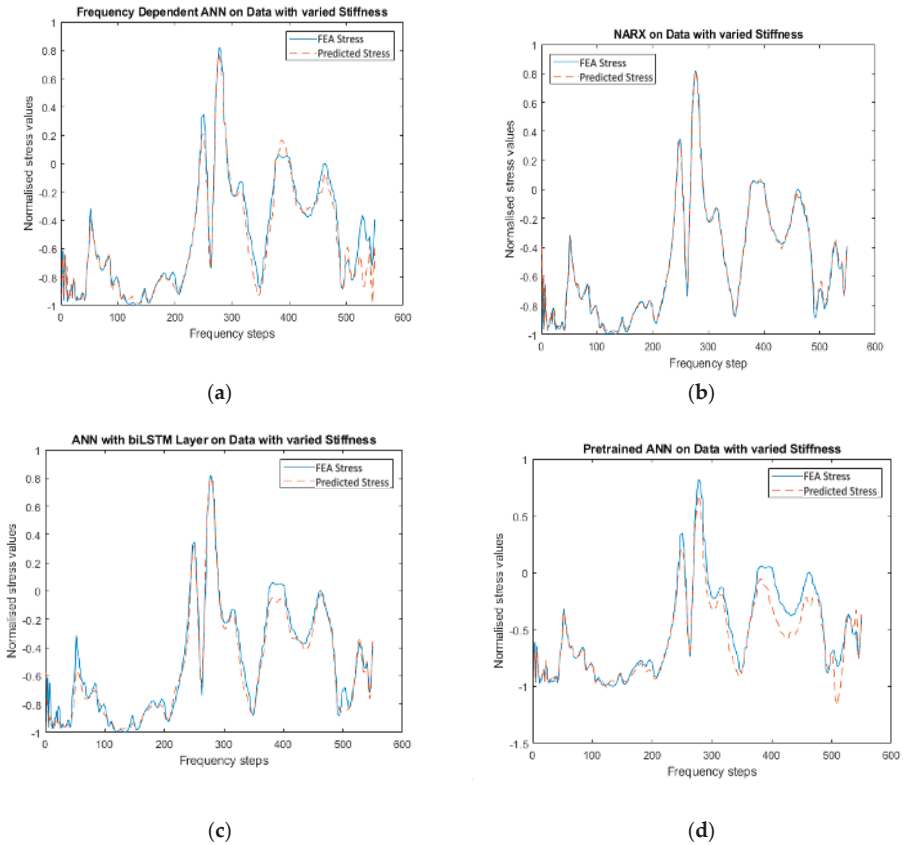 Frequency Dependent ANN on Data with varied Stiffness
FEA Stress
Predicted Stress
Normalised stress values
1
0.8
0.6
0.4
0.2
0
-0.2
-0.4
-0.6
-0.8
-1
0 100 200 300 400 500 600
Frequency steps
(a)
NARX on Data with varied Stiffness
FEA Stress
Predicted Stress
Normalised stress values
1
0.8
0.6
0.4
0.2
0
-0.2
-0.4
-0.6
-0.8
-1
0 100 200 300 400 500 600
Frequency step
(b)
ANN with biLSTM Layer on Data with varied Stiffness
FEA Stress
Predicted Stress
Normalised stress values
1
0.8
0.6
0.4
0.2
0
-0.2
-0.4
-0.6
-0.8
-1
0 100 200 300 400 500 600
Frequency steps
(c)
Pretrained ANN on Data with varied Stiffness
FEA Stress
Predicted Stress
Normalised stress values
1
0.5
0
-0.5
-1
-1.5
0 100 200 300 400 500 600
Frequency steps
(d)